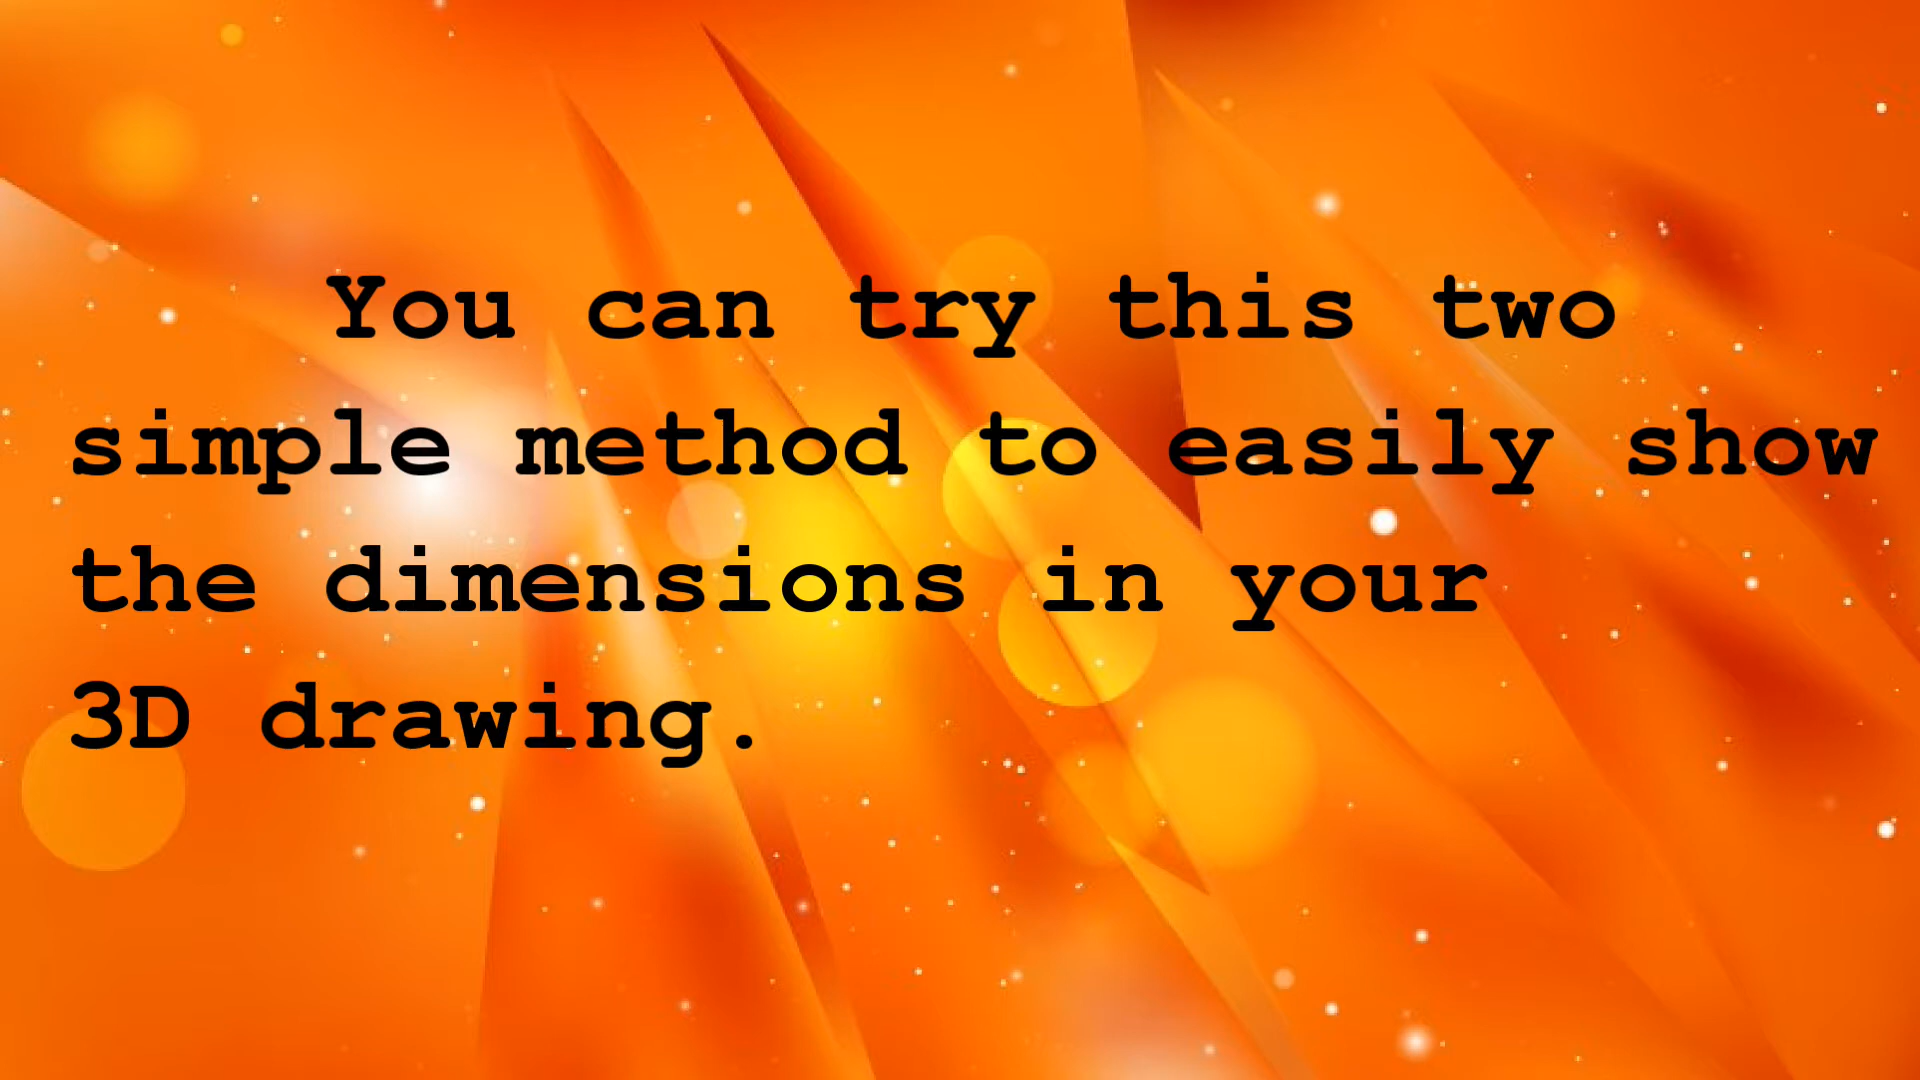 You can try this two
simple method to easily show
the dimensions in your
3D drawing.